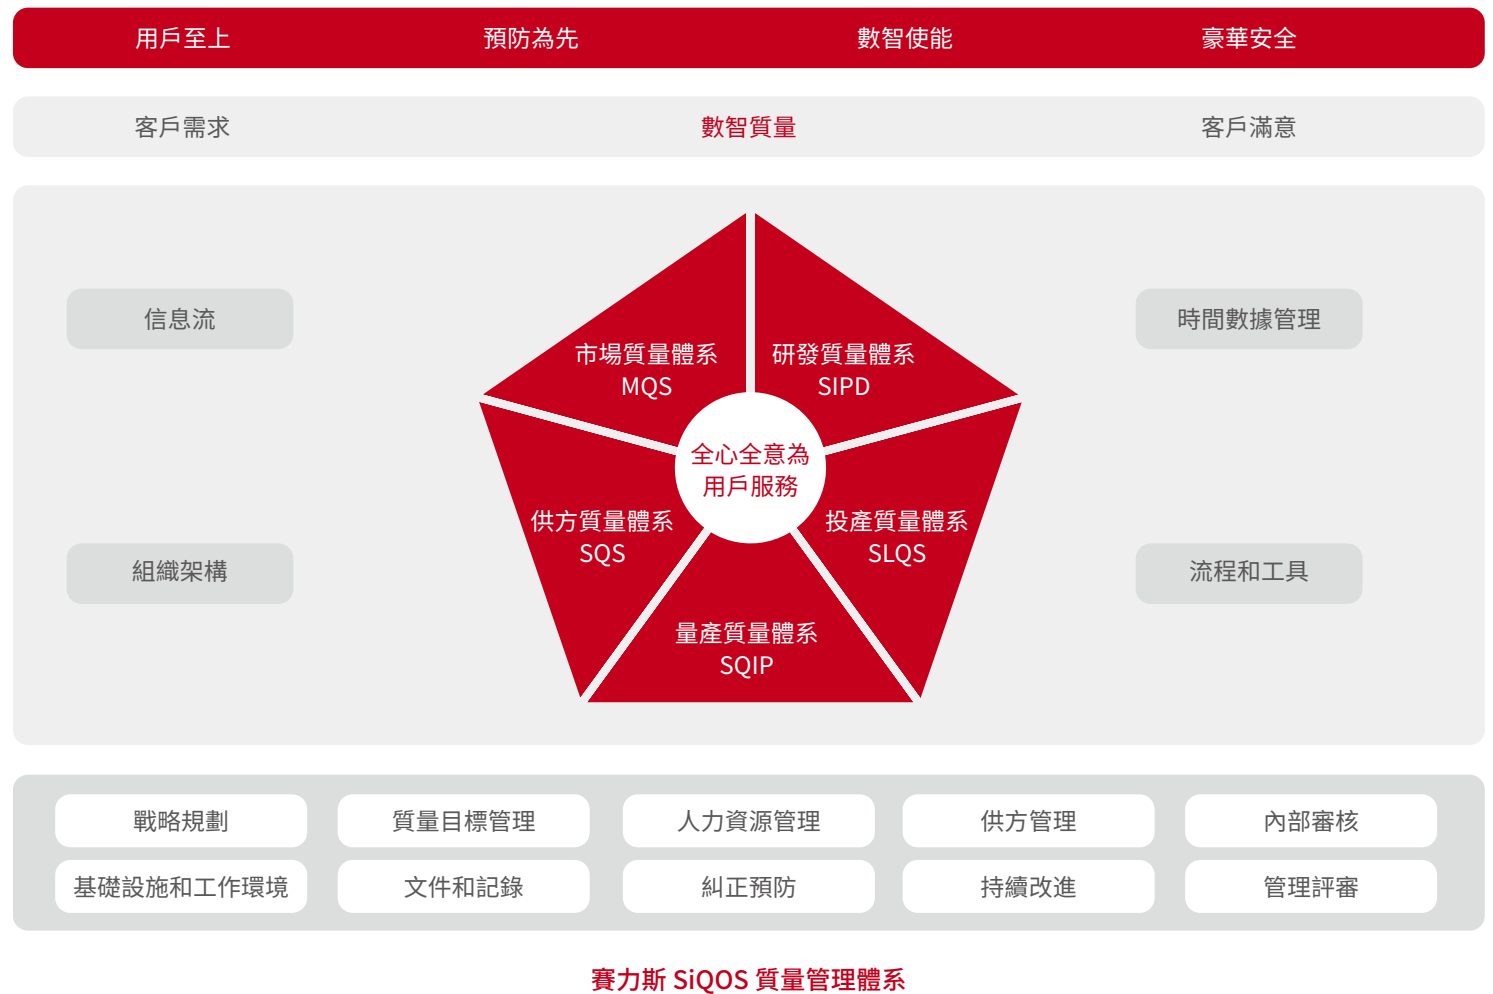 用戶至上 預防為先 數智使能 豪華安全
客戶需求 數智質量 客戶滿意
信息流
時間數據管理
市場質量體系
MQS
研發質量體系
SIPD
全心全意為
用戶服務
供方質量體系
SQS
投產質量體系
SLQS
組織架構
流程和工具
量產質量體系
SQIP
戰略規劃 質量目標管理 人力資源管理 供方管理 內部審核
基礎設施和工作環境 文件和記錄 糾正預防 持續改進 管理評審
賽力斯 SiQOS 質量管理體系